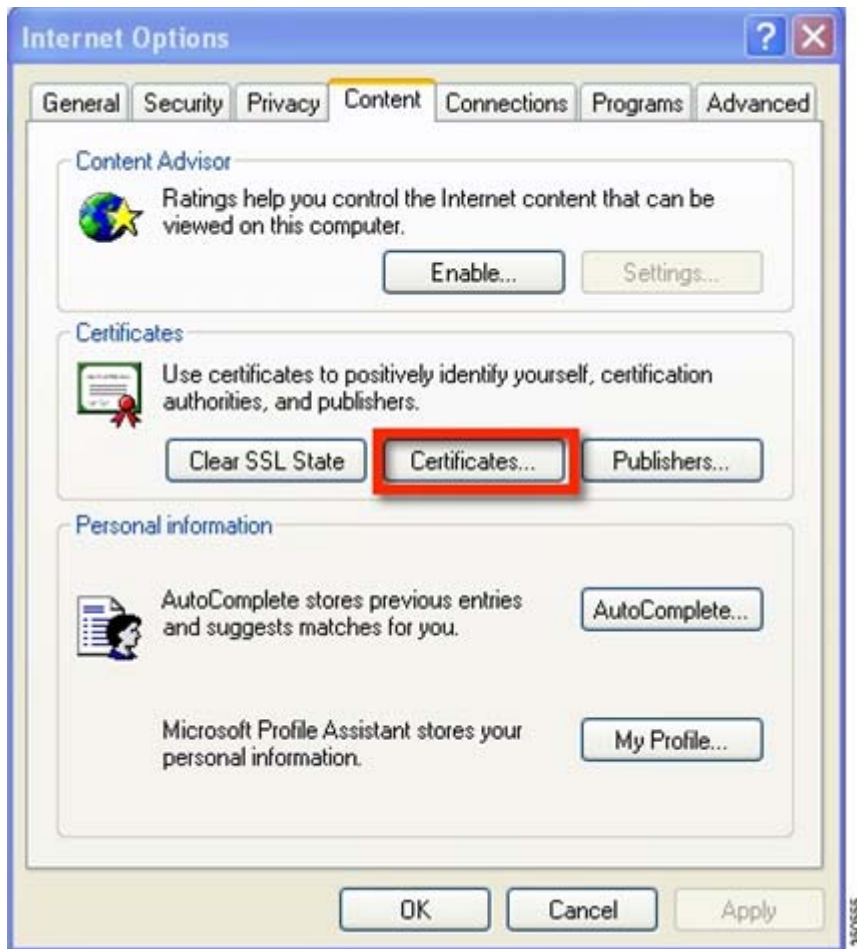 Internet Options
General Security Privacy Content Connections Programs Advanced
Content Advisor
Ratings help you control the Internet content that can be
viewed on this computer.
Enable... Settings...
Certificates
Use certificates to positively identify yourself, certification
authorities, and publishers.
Clear SSL State Certificates... Publishers...
Personal information
AutoComplete stores previous entries
and suggests matches for you.
AutoComplete...
Microsoft Profile Assistant stores your
personal information.
My Profile...
OK Cancel Apply